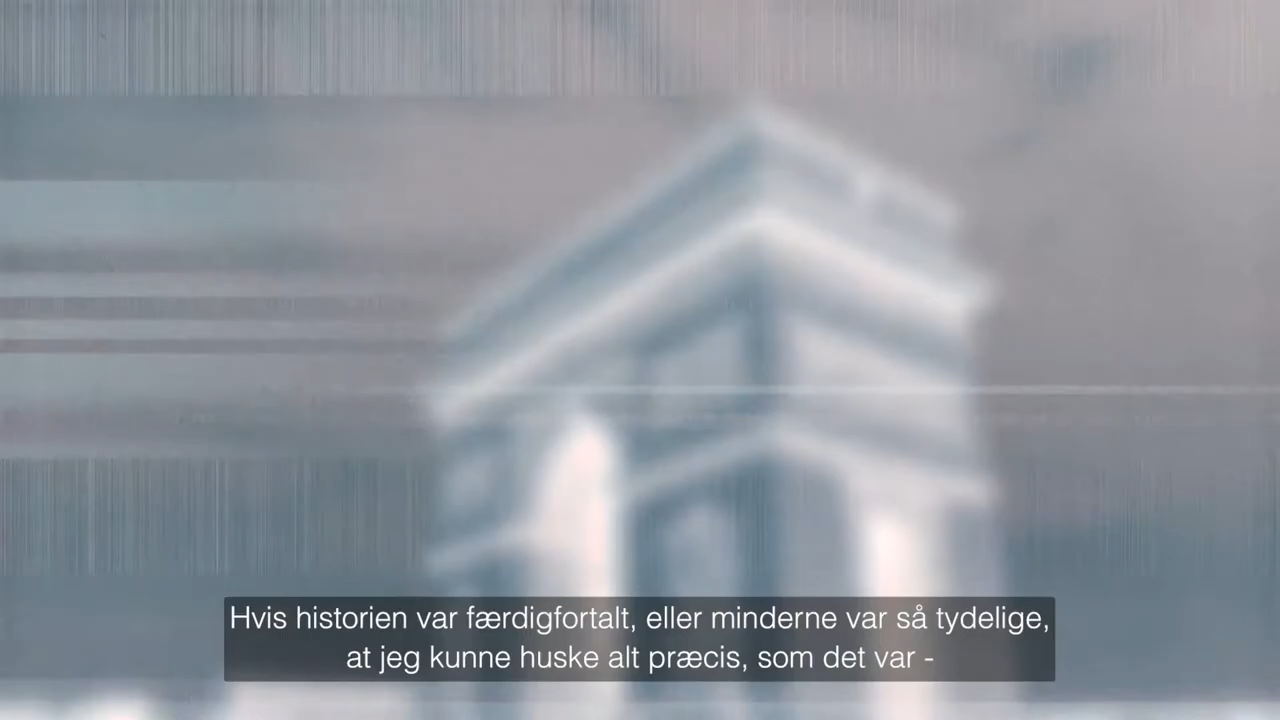 Hvis historien var færdigfortalt, eller minderne var så tydelige,
at jeg kunne huske alt præcis, som det var -